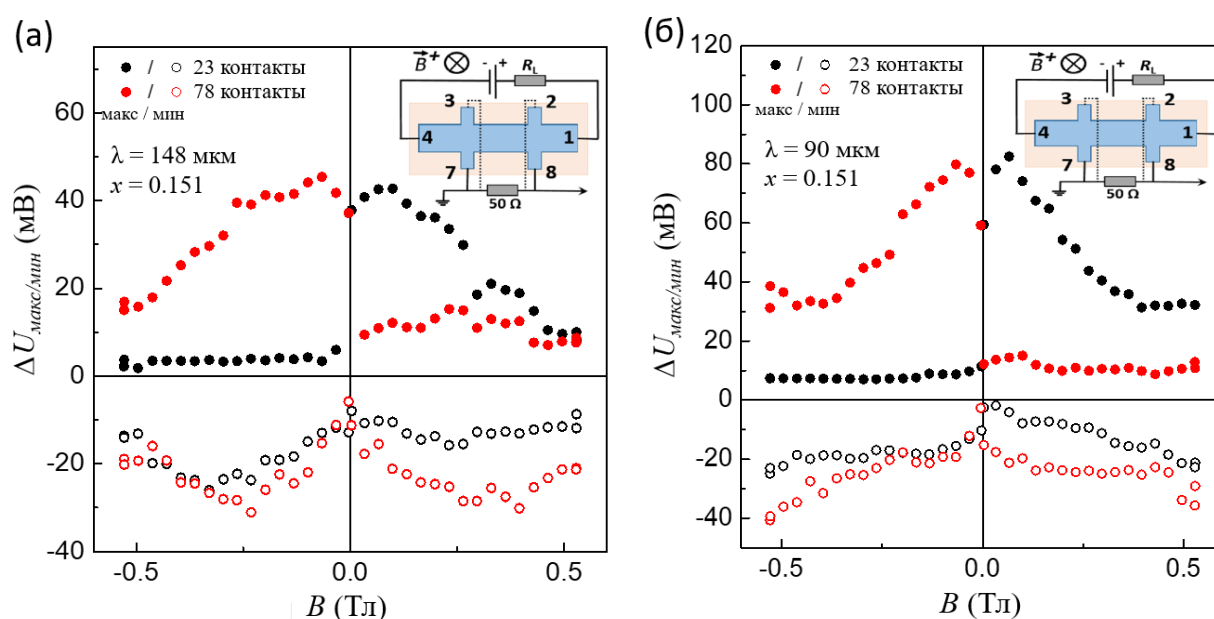 (а)
● / ○ 23 контакты
● / ○ 78 контакты
макс / мин
λ = 148 мкм
x = 0.151
B⁺ ⊗
- +
R_L
3 2
4 1
7 8
50 Ω
60
40
20
0
-20
-40
ΔU_макс/мин (мВ)
-0.5 0.0 0.5
B (Тл)
(б)
● / ○ 23 контакты
● / ○ 78 контакты
макс / мин
λ = 90 мкм
x = 0.151
B⁺ ⊗
- +
R_L
3 2
4 1
7 8
50 Ω
120
100
80
60
40
20
0
-20
-40
ΔU_макс/мин (мВ)
-0.5 0.0 0.5
B (Тл)